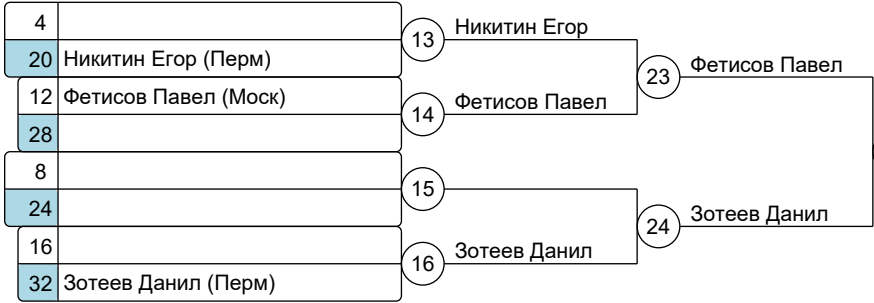 4
20 Никитин Егор (Перм)
12 Фетисов Павел (Моск)
28
8
24
16
32 Зотеев Данил (Перм)
13 Никитин Егор
14 Фетисов Павел
15
16 Зотеев Данил
23 Фетисов Павел
24 Зотеев Данил